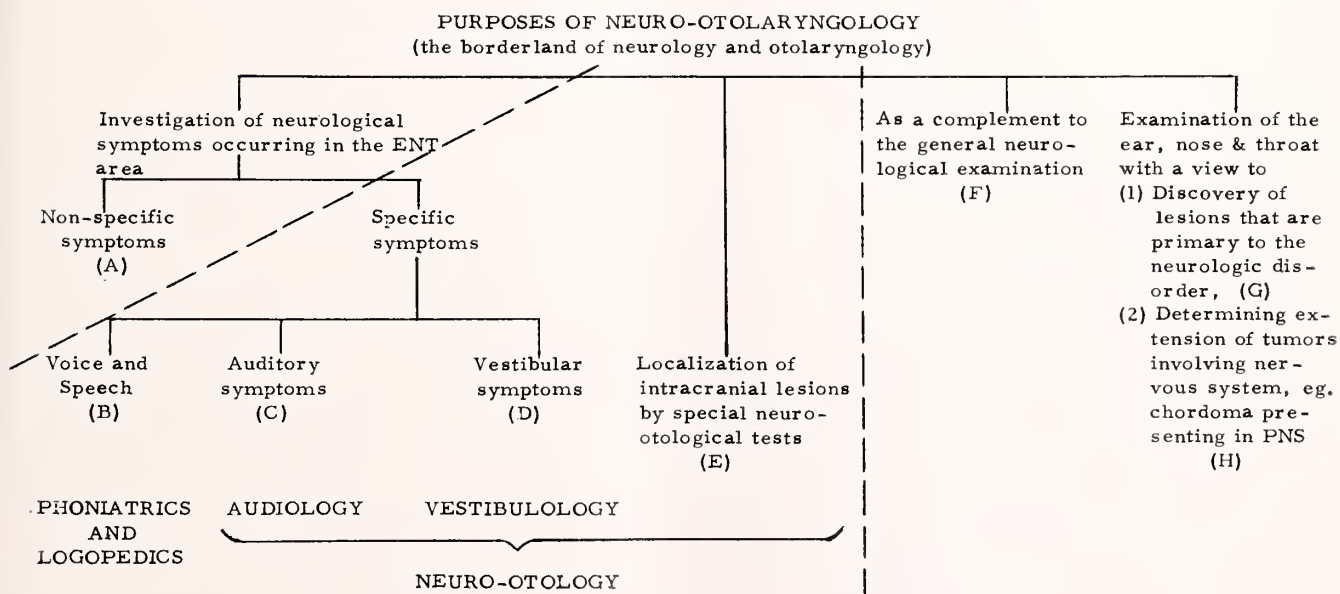 PURPOSES OF NEURO-OTOLARYNGOLOGY
(the borderland of neurology and otolaryngology)
Investigation of neurological
symptoms occurring in the ENT
area
Non-specific
symptoms
(A)
Specific
symptoms
Voice and
Speech
(B)
Auditory
symptoms
(C)
Vestibular
symptoms
(D)
Localization of
intracranial lesions
by special neuro-
otological tests
(E)
As a complement to
the general neuro-
logical examination
(F)
Examination of the
ear, nose & throat
with a view to
(1) Discovery of
lesions that are
primary to the
neurologic dis-
order, (G)
(2) Determining ex-
tension of tumors
involving ner-
vous system, eg.
chordoma pre-
senting in PNS
(H)
PHONIATRICS
AND
LOGOPEDICS
AUDIOLOGY
VESTIBULOLOGY
NEURO-OTOLOGY